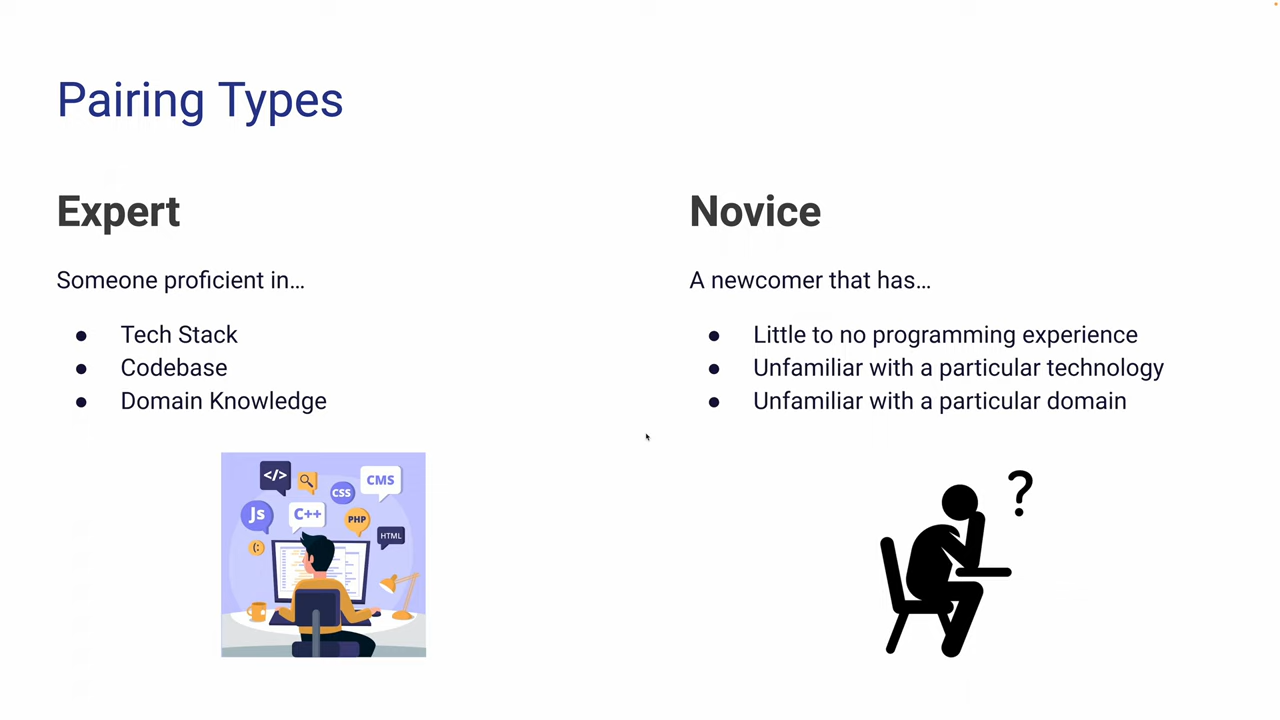 Pairing Types
Expert
Someone proficient in…
● Tech Stack
● Codebase
● Domain Knowledge
</>
CMS
CSS
Js
C++
PHP
HTML
(:
Novice
A newcomer that has…
● Little to no programming experience
● Unfamiliar with a particular technology
● Unfamiliar with a particular domain
?